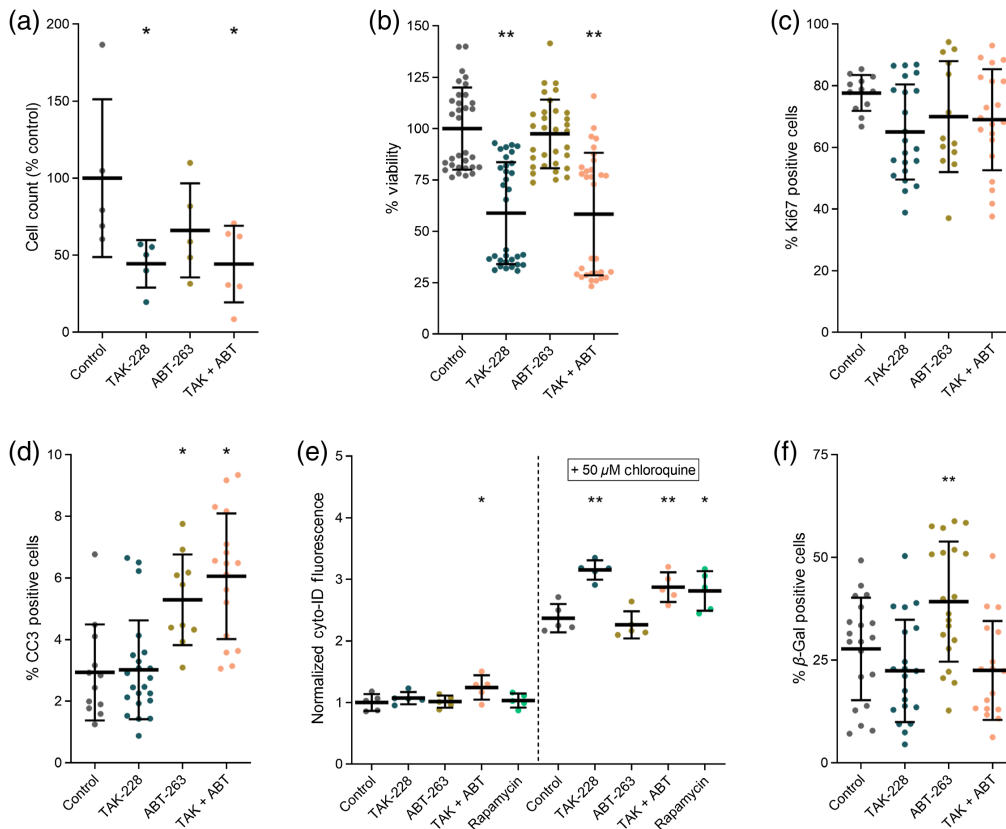 (a)
Cell count (% control)
200
150
100
50
0
* *
Control TAK-228 ABT-263 TAK + ABT
(b)
% viability
150
125
100
75
50
25
0
** **
Control TAK-228 ABT-263 TAK + ABT
(c)
% Ki67 positive cells
100
80
60
40
20
0
Control TAK-228 ABT-263 TAK + ABT
(d)
% CC3 positive cells
10
8
6
4
2
0
* *
Control TAK-228 ABT-263 TAK + ABT
(e)
Normalized cyto-ID fluorescence
5
4
3
2
1
0
+ 50 µM chloroquine
* ** ** *
Control TAK-228 ABT-263 TAK + ABT Rapamycin Control TAK-228 ABT-263 TAK + ABT Rapamycin
(f)
% β-Gal positive cells
75
50
25
0
**
Control TAK-228 ABT-263 TAK + ABT